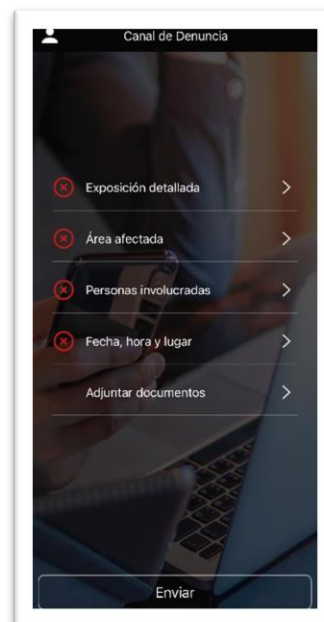 Canal de Denuncia
Exposición detallada
Área afectada
Personas involucradas
Fecha, hora y lugar
Adjuntar documentos
Enviar